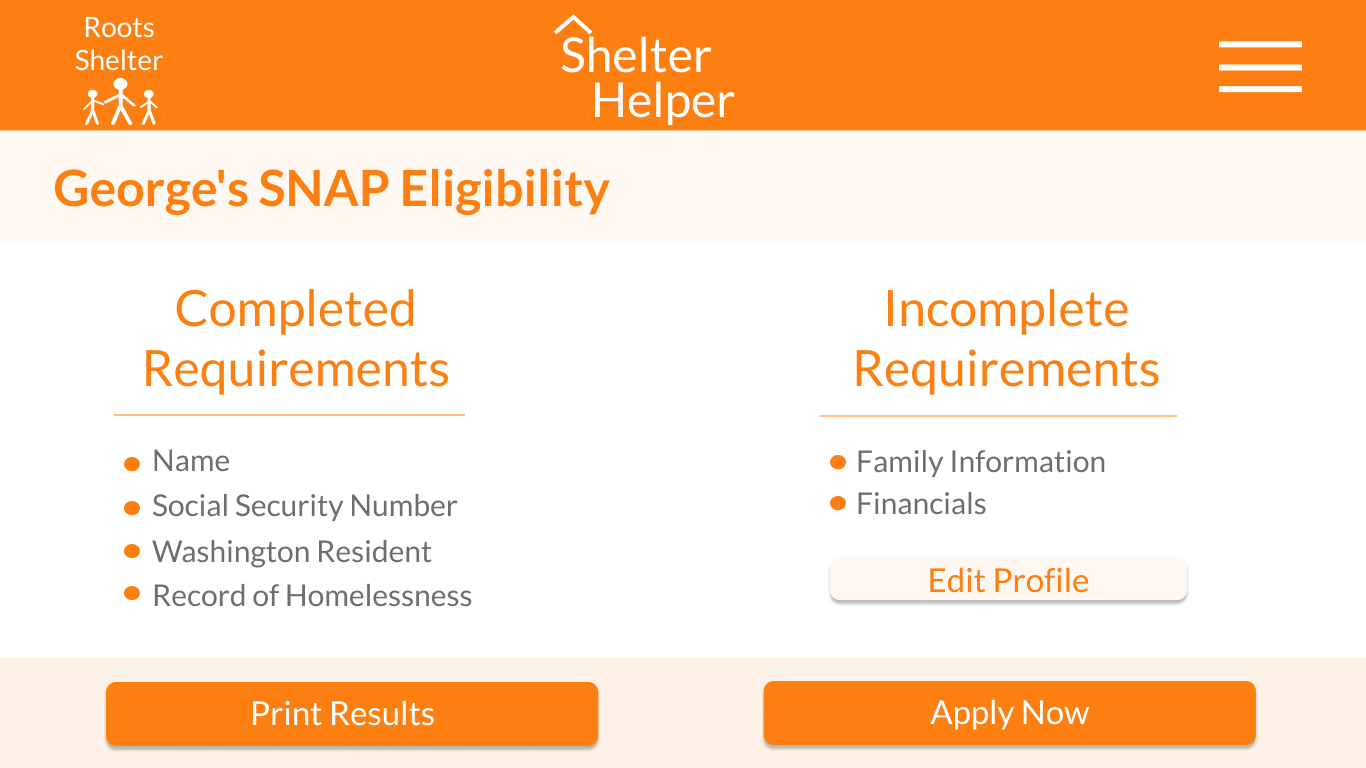 Roots
Shelter
Shelter
Helper
George's SNAP Eligibility
Completed
Requirements
Name
Social Security Number
Washington Resident
Record of Homelessness
Incomplete
Requirements
Family Information
Financials
Edit Profile
Print Results
Apply Now